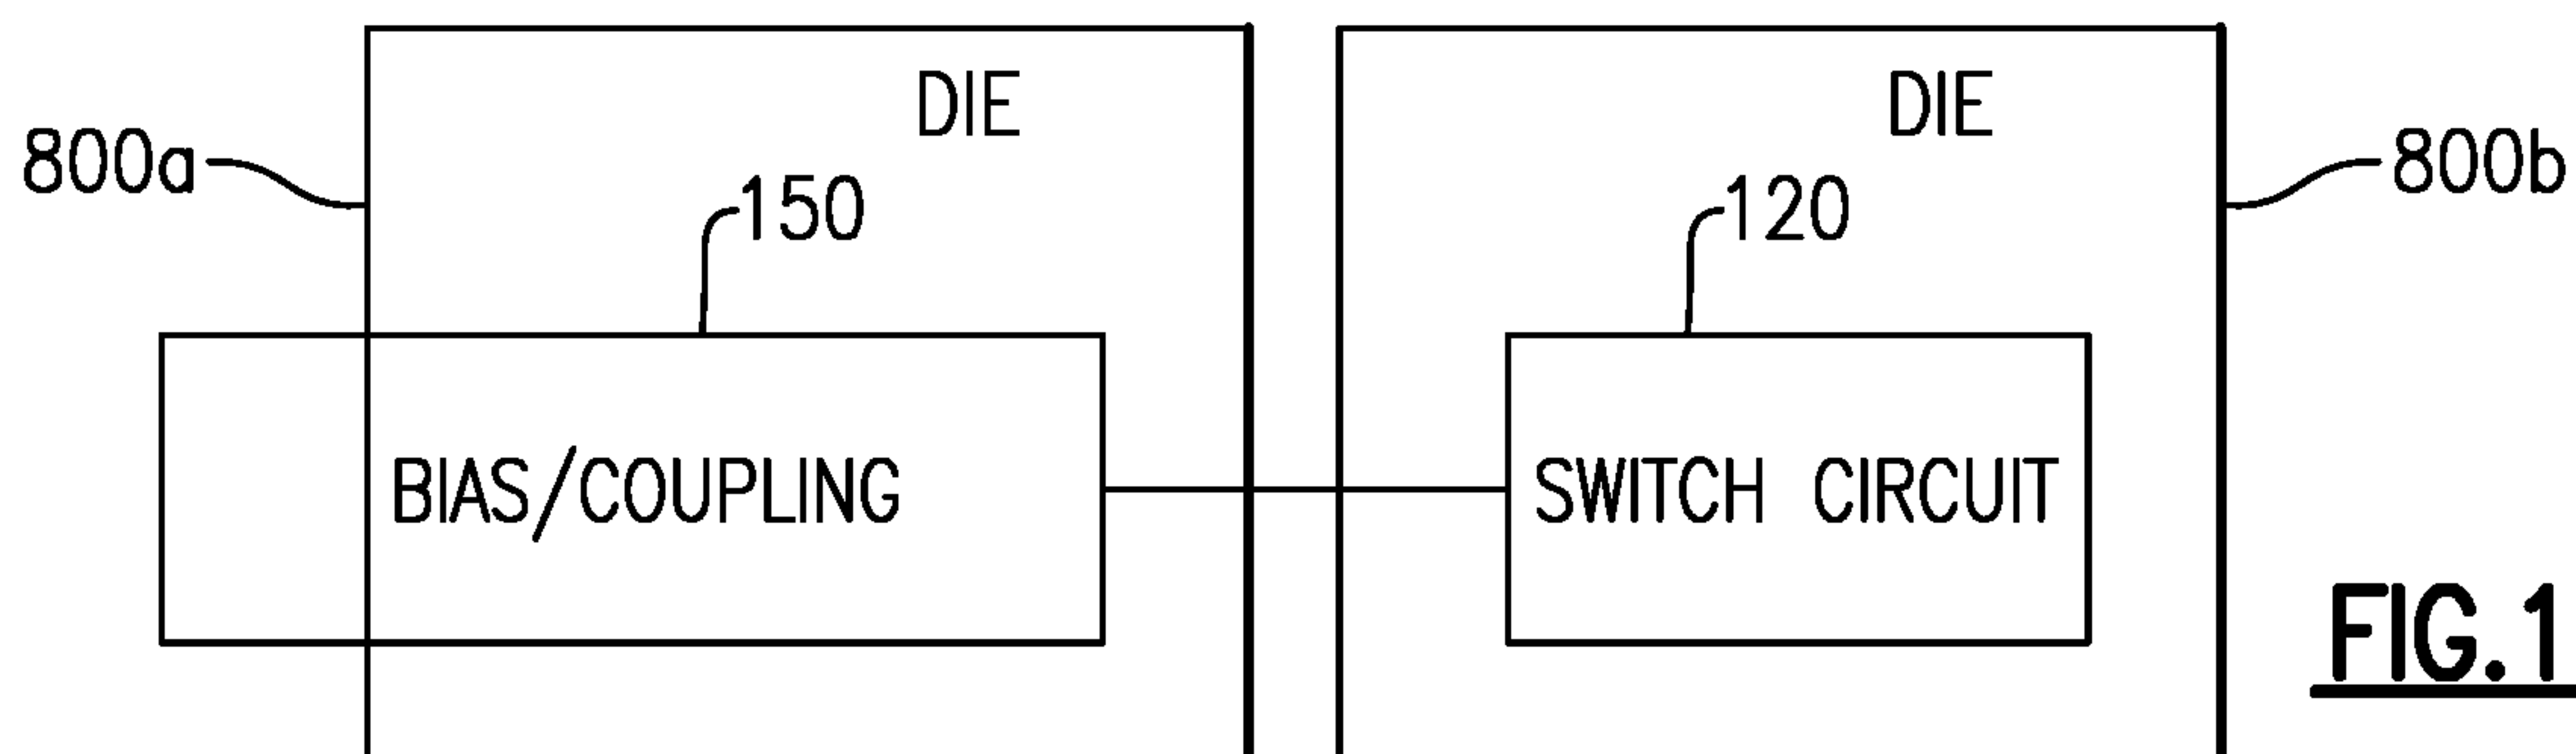 DIE DIE
800a 800b
150 120
BIAS/COUPLING SWITCH CIRCUIT
FIG.1